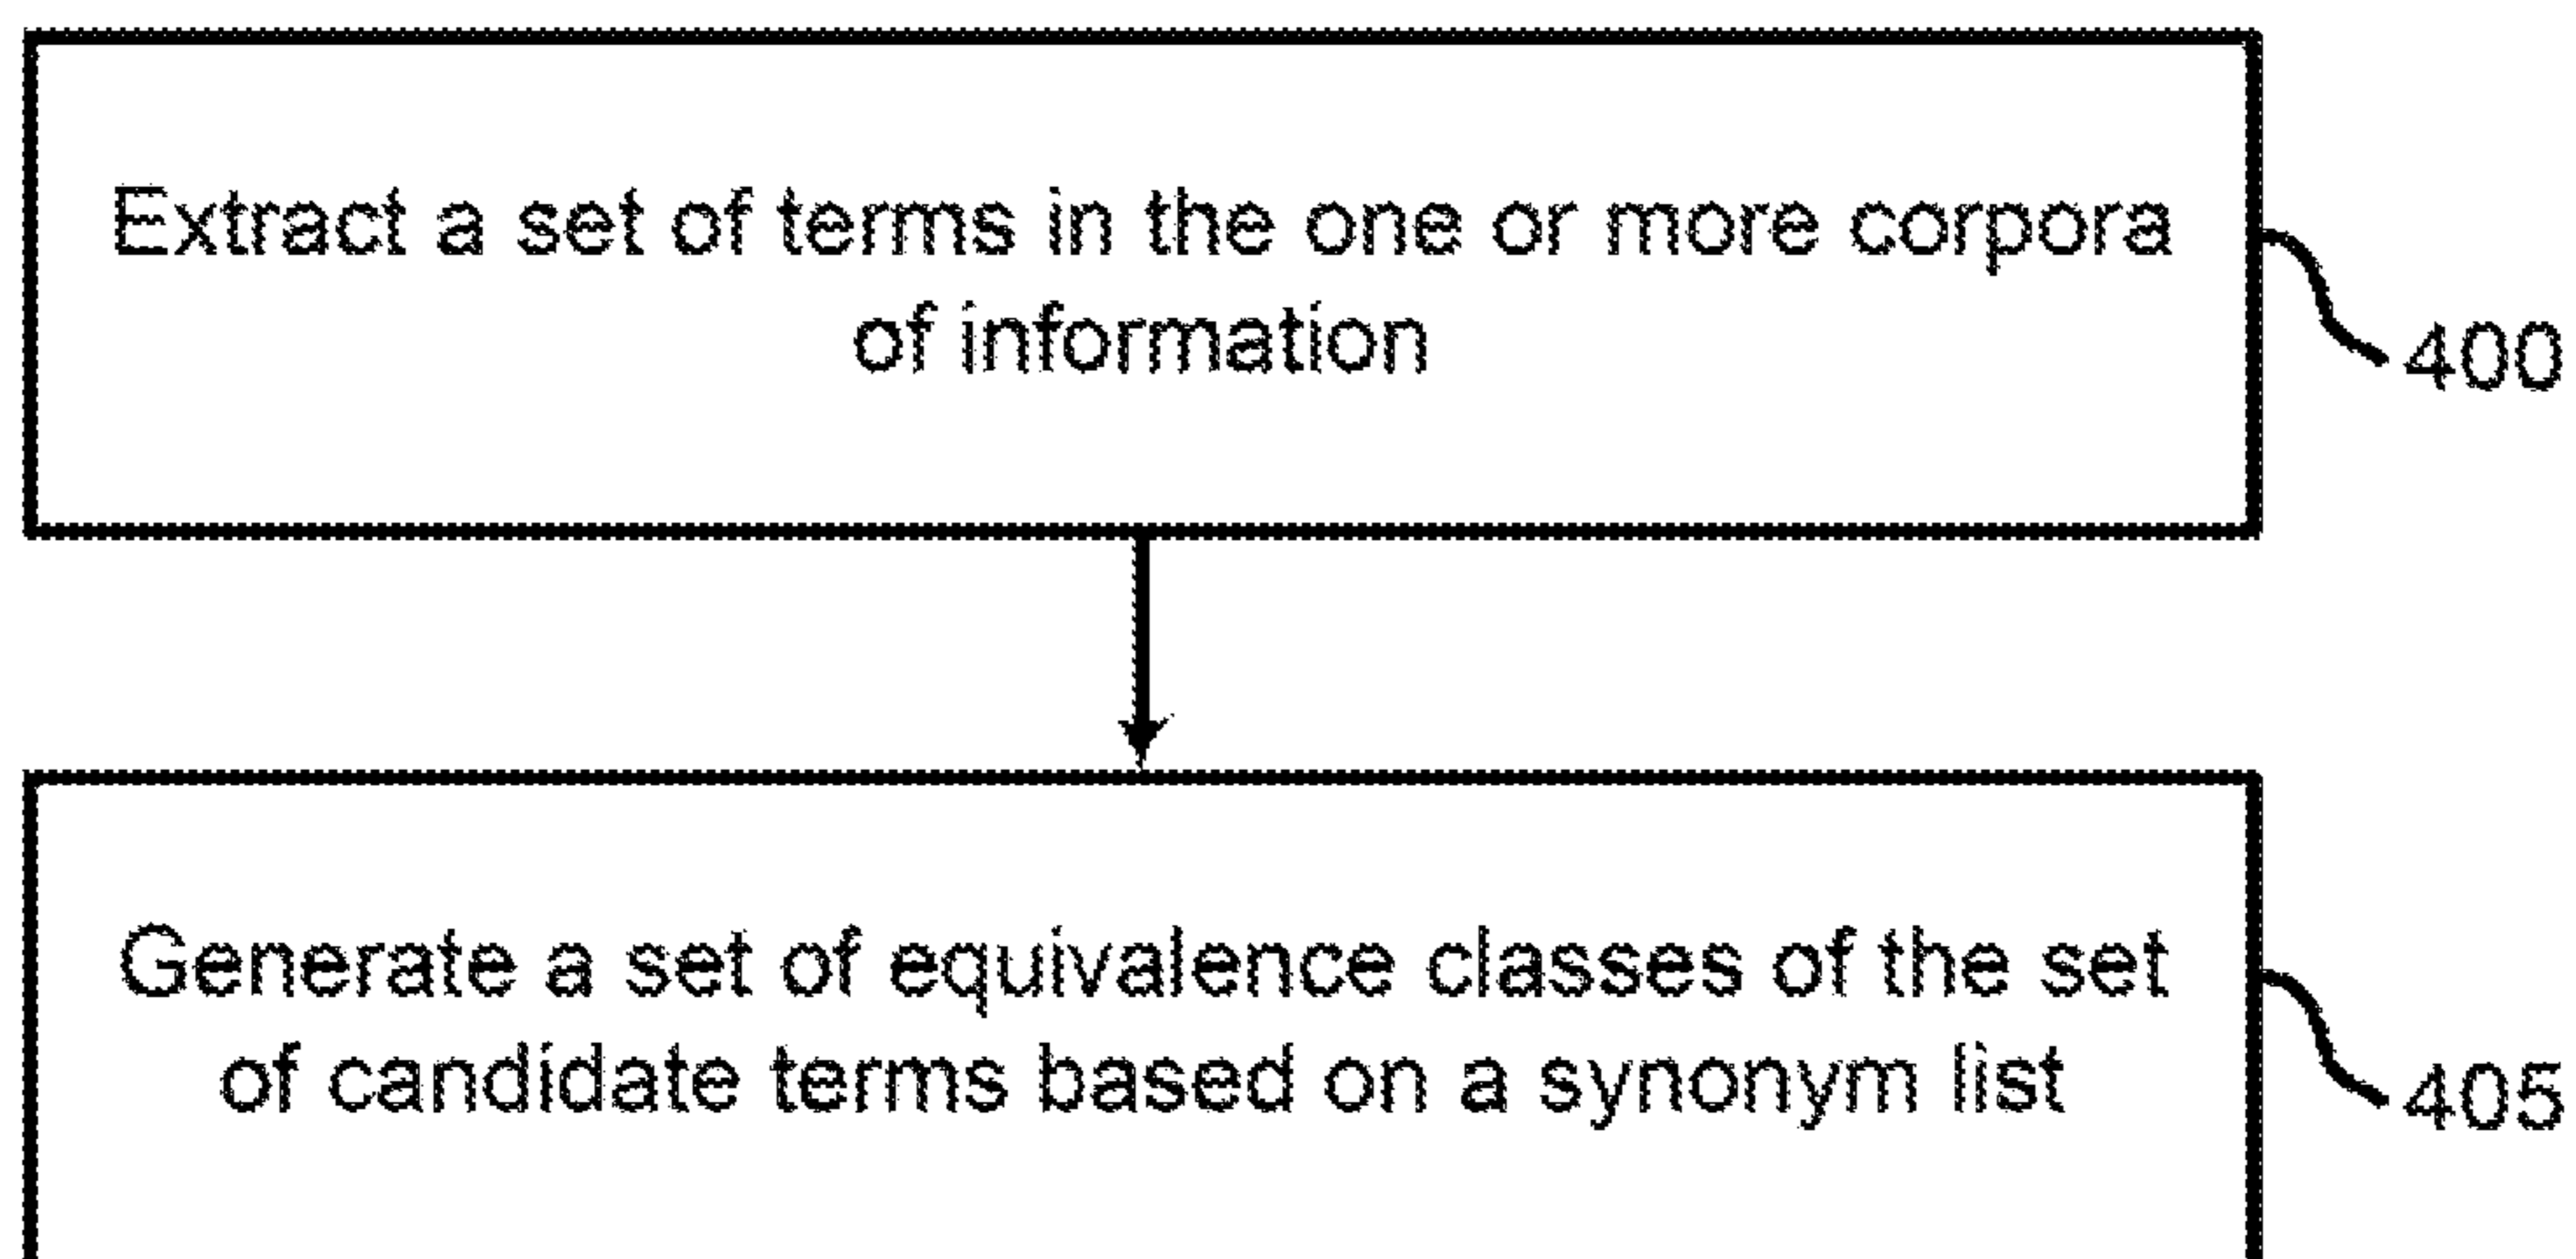 Extract a set of terms in the one or more corpora
of information
400
Generate a set of equivalence classes of the set
of candidate terms based on a synonym list
405